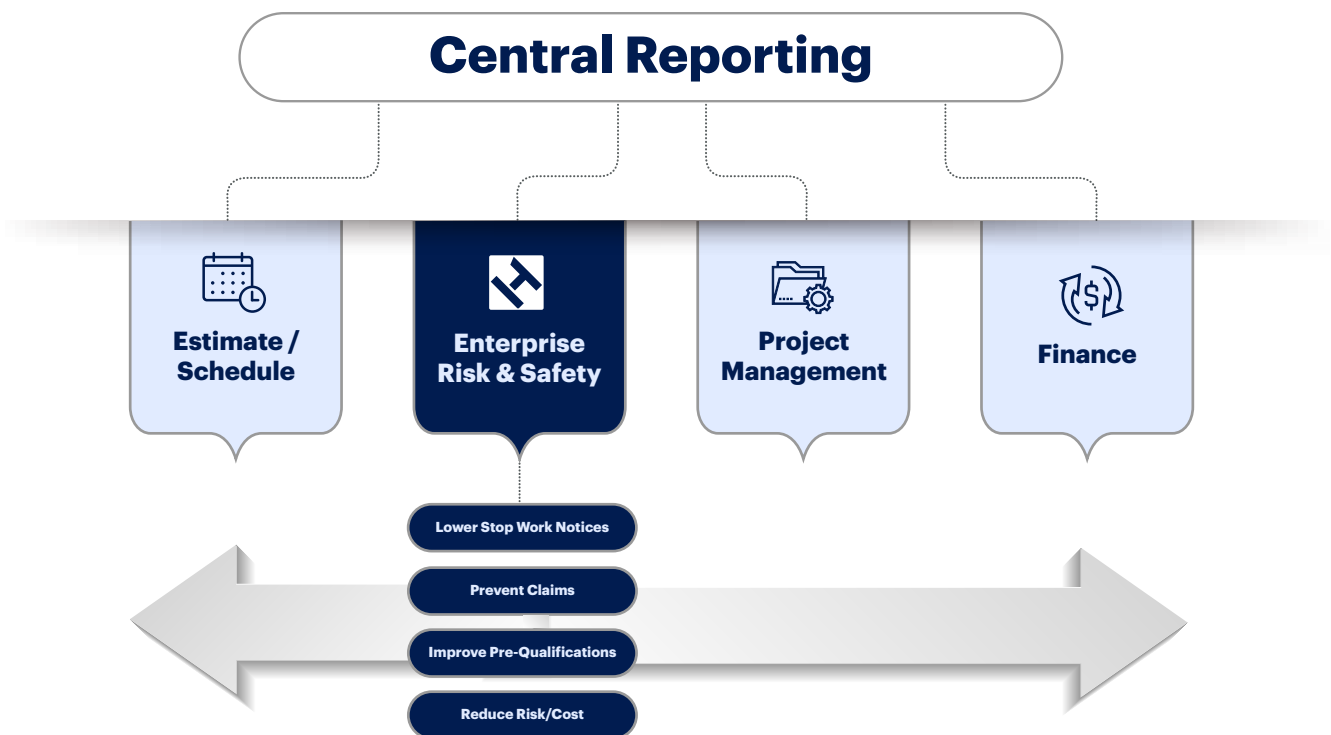 Central Reporting
Estimate /
Schedule
Enterprise
Risk & Safety
Project
Management
Finance
Lower Stop Work Notices
Prevent Claims
Improve Pre-Qualifications
Reduce Risk/Cost